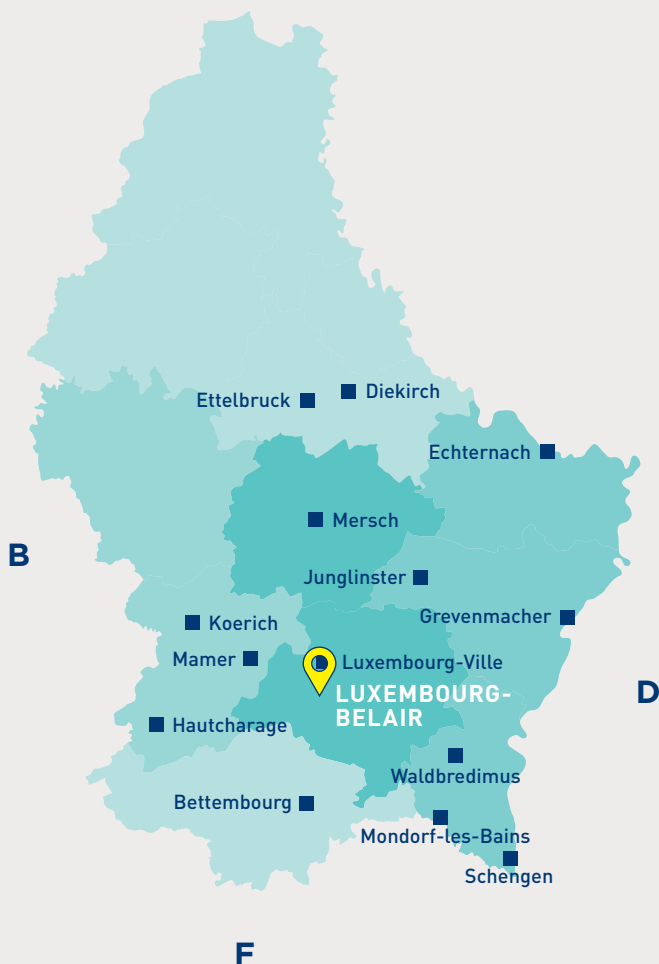 Diekirch
Ettelbruck
Echternach
Mersch
B
Junglinster
Grevenmacher
Koerich
Mamer
Luxembourg-Ville
D
LUXEMBOURG-
BELAIR
Hautcharage
Waldbredimus
Bettembourg
Mondorf-les-Bains
Schengen
F